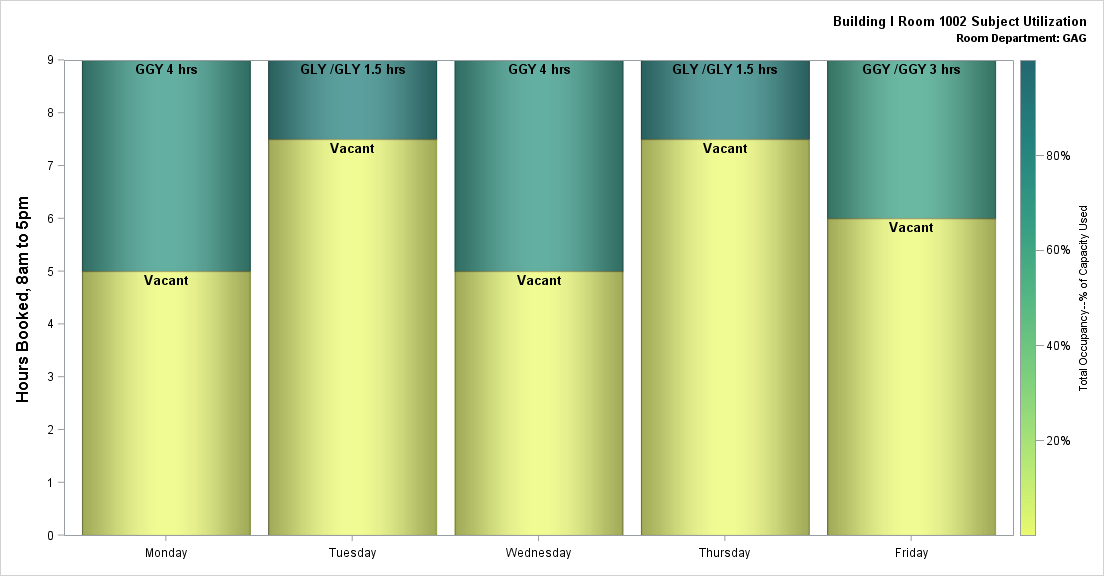 Building I Room 1002 Subject Utilization
Room Department: GAG
Hours Booked, 8am to 5pm
9
8
7
6
5
4
3
2
1
0
GGY 4 hrs
Vacant
GLY /GLY 1.5 hrs
Vacant
GGY 4 hrs
Vacant
GLY /GLY 1.5 hrs
Vacant
GGY /GGY 3 hrs
Vacant
Monday
Tuesday
Wednesday
Thursday
Friday
80%
60%
40%
20%
Total Occupancy--% of Capacity Used